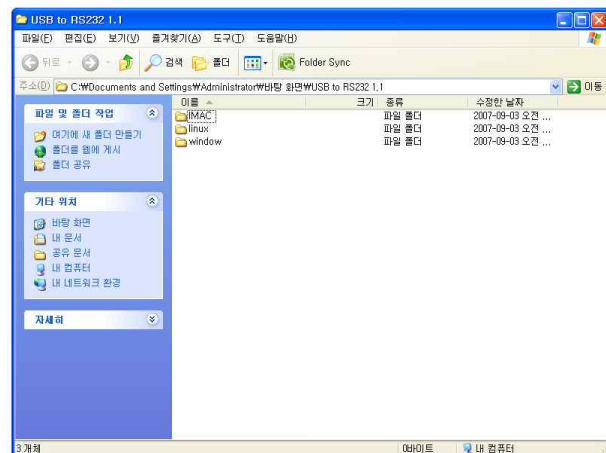 USB to RS232 1.1
파일(F) 편집(E) 보기(V) 즐겨찾기(A) 도구(T) 도움말(H)
뒤로 검색 폴더 Folder Sync
주소(D) C:₩Documents and Settings₩Administrator₩바탕 화면₩USB to RS232 1.1 이동
파일 및 폴더 작업
여기에 새 폴더 만들기
폴더를 웹에 게시
폴더 공유
기타 위치
바탕 화면
내 문서
공유 문서
내 컴퓨터
내 네트워크 환경
자세히
이름 크기 종류 수정한 날짜
IMAC 파일 폴더 2007-09-03 오전 ...
linux 파일 폴더 2007-09-03 오전 ...
window 파일 폴더 2007-09-03 오전 ...
3 개체 0바이트 내 컴퓨터